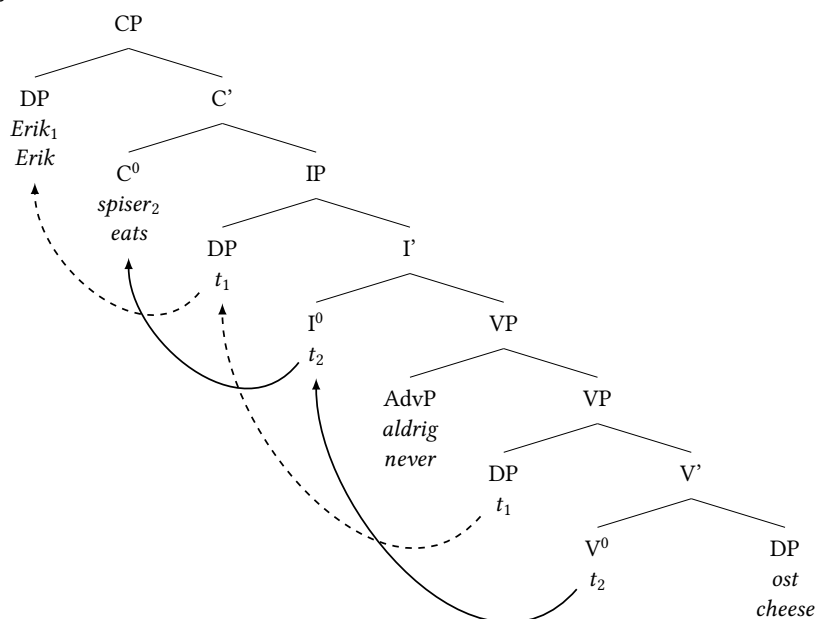 CP
DP C’
Erik₁
Erik
C⁰ IP
spiser₂
eats
DP I’
t₁
I⁰ VP
t₂
AdvP VP
aldrig
never
DP V’
t₁
V⁰ DP
t₂ ost
cheese